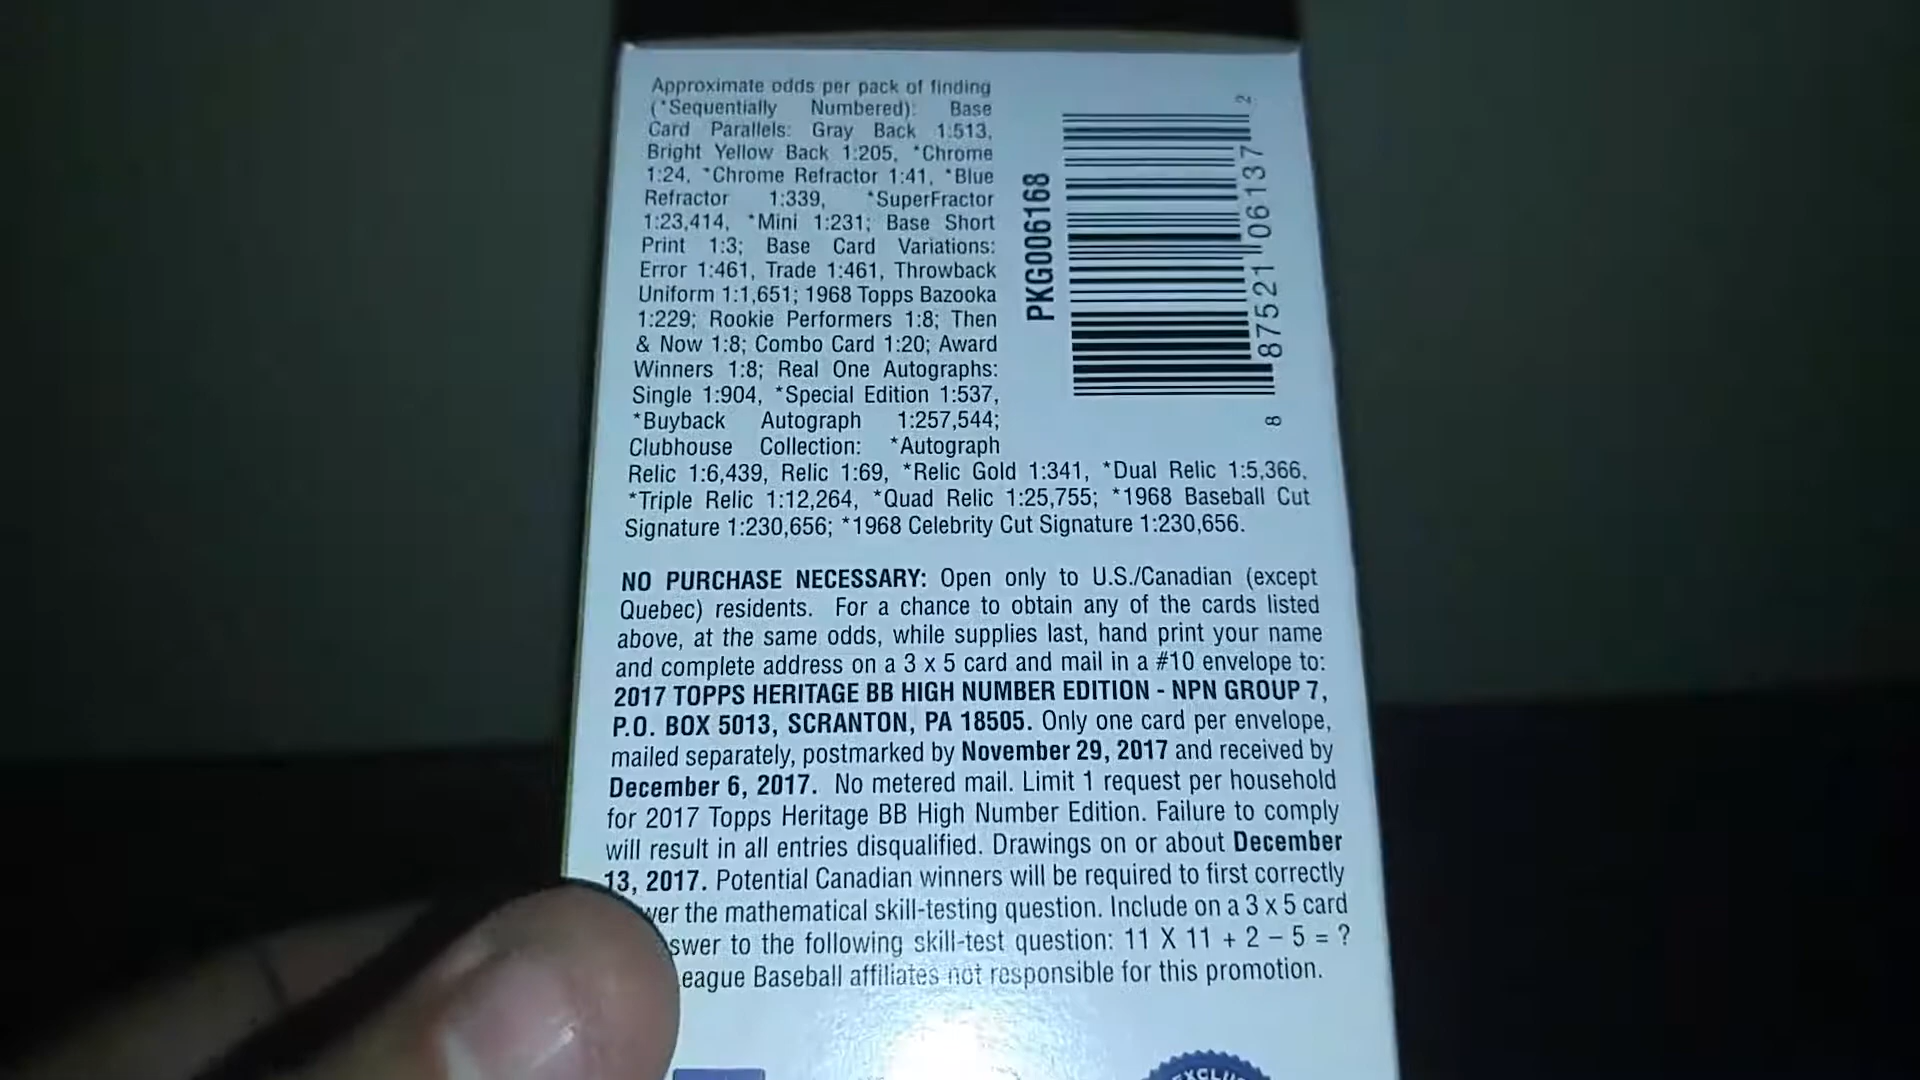 Approximate odds per pack of finding
(*Sequentially Numbered): Base
Card Parallels: Gray Back 1:513,
Bright Yellow Back 1:205, *Chrome
1:24, *Chrome Refractor 1:41, *Blue
Refractor 1:339, *SuperFractor
1:23,414, *Mini 1:231; Base Short
Print 1:3; Base Card Variations:
Error 1:461, Trade 1:461, Throwback
Uniform 1:1,651; 1968 Topps Bazooka
1:229; Rookie Performers 1:8; Then
& Now 1:8; Combo Card 1:20; Award
Winners 1:8; Real One Autographs:
Single 1:904, *Special Edition 1:537,
*Buyback Autograph 1:257,544;
Clubhouse Collection: *Autograph
Relic 1:6,439, Relic 1:69, *Relic Gold 1:341, *Dual Relic 1:5,366,
*Triple Relic 1:12,264, *Quad Relic 1:25,755; *1968 Baseball Cut
Signature 1:230,656; *1968 Celebrity Cut Signature 1:230,656.
PKG006168
8 87521 06137 2
NO PURCHASE NECESSARY: Open only to U.S./Canadian (except
Quebec) residents. For a chance to obtain any of the cards listed
above, at the same odds, while supplies last, hand print your name
and complete address on a 3 x 5 card and mail in a #10 envelope to:
2017 TOPPS HERITAGE BB HIGH NUMBER EDITION - NPN GROUP 7,
P.O. BOX 5013, SCRANTON, PA 18505. Only one card per envelope,
mailed separately, postmarked by November 29, 2017 and received by
December 6, 2017. No metered mail. Limit 1 request per household
for 2017 Topps Heritage BB High Number Edition. Failure to comply
will result in all entries disqualified. Drawings on or about December
13, 2017. Potential Canadian winners will be required to first correctly
wer the mathematical skill-testing question. Include on a 3 x 5 card
swer to the following skill-test question: 11 X 11 + 2 – 5 = ?
eague Baseball affiliates not responsible for this promotion.